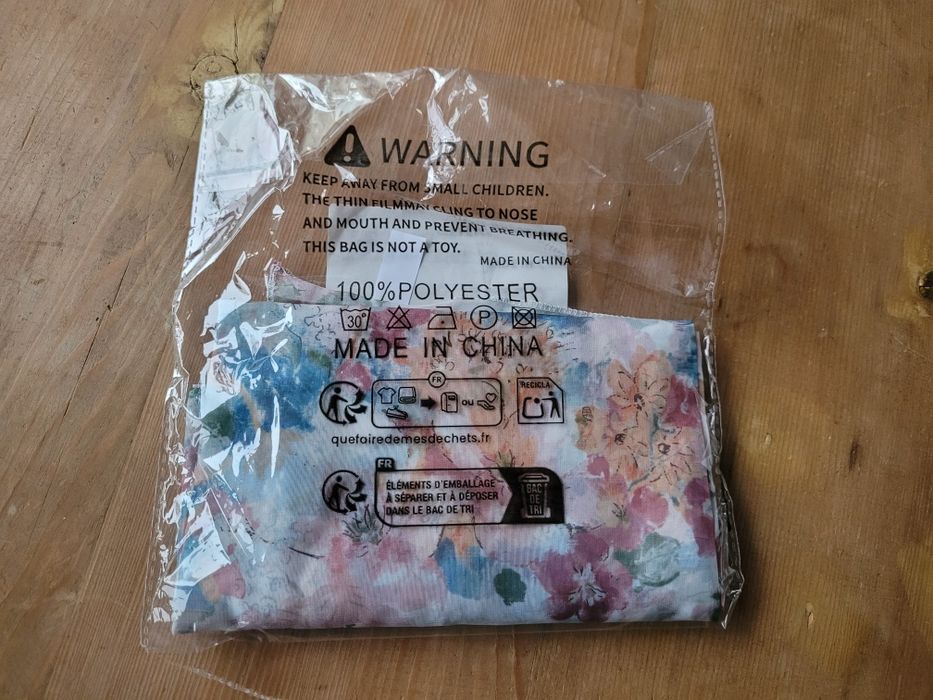 WARNING
KEEP AWAY FROM SMALL CHILDREN.
THE THIN FILM MAY CLING TO NOSE
AND MOUTH AND PREVENT BREATHING.
THIS BAG IS NOT A TOY.
MADE IN CHINA
100%POLYESTER
30°
P
MADE IN CHINA
FR
OU
RECICLA
quefairedemesdechets.fr
FR
ÉLÉMENTS D'EMBALLAGE
À SÉPARER ET À DÉPOSER
DANS LE BAC DE TRI
BAC
DE
TRI